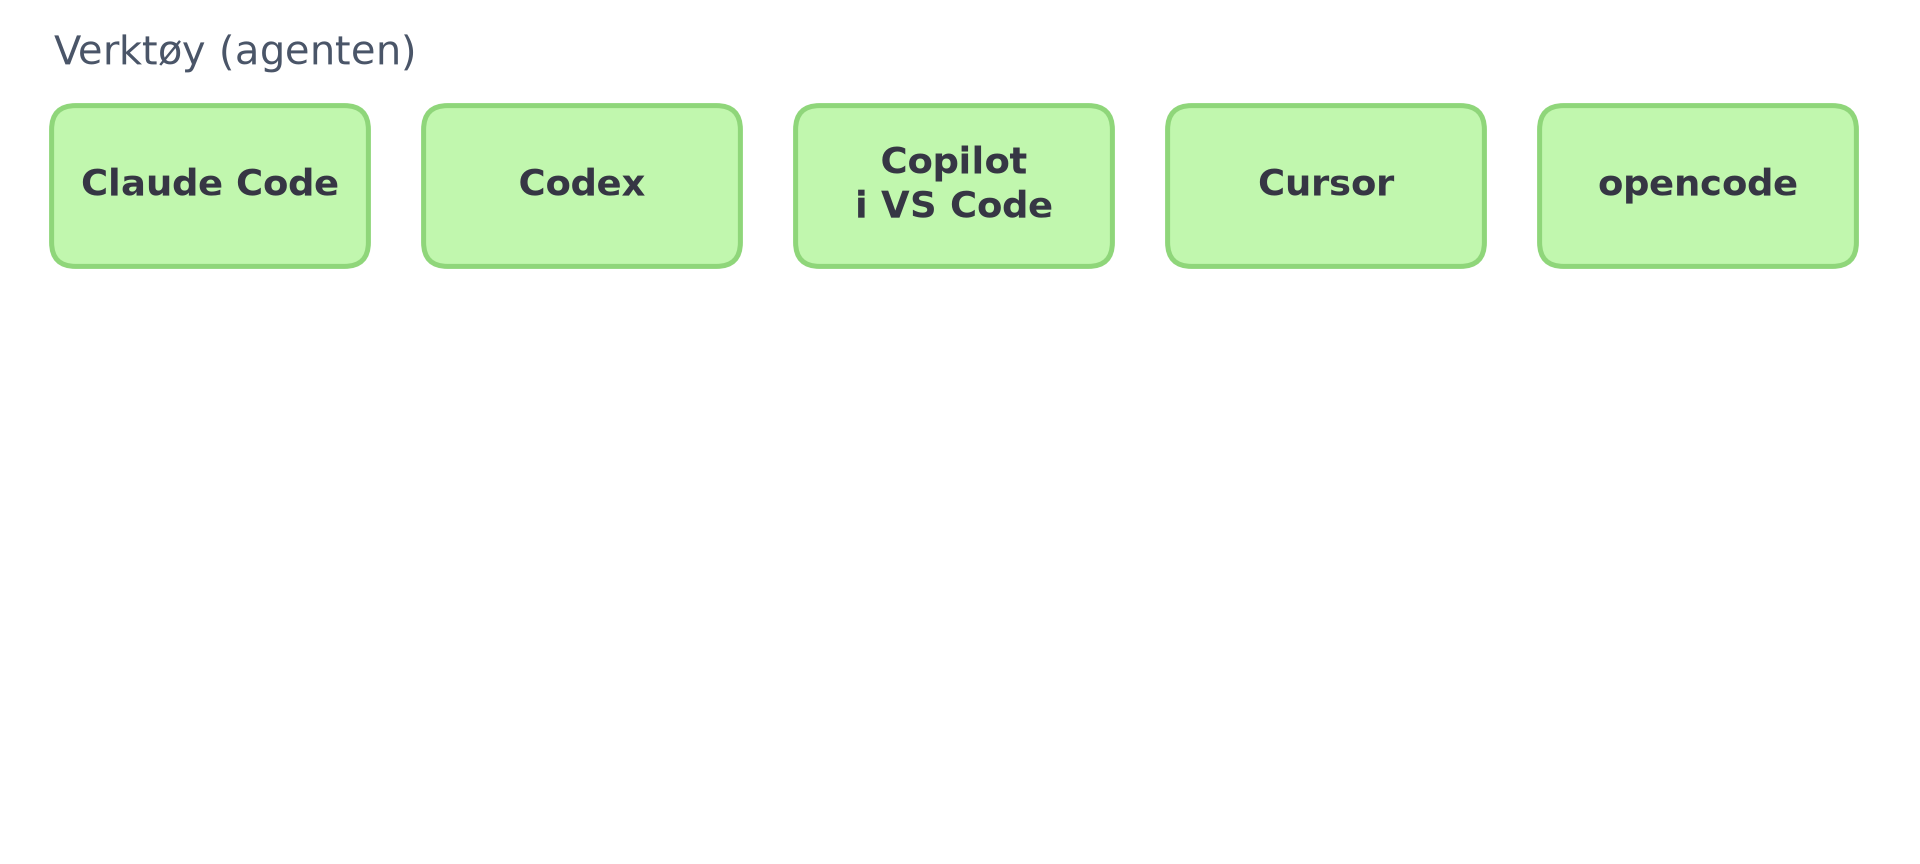 Verktøy (agenten)
Claude Code
Codex
Copilot
i VS Code
Cursor
opencode